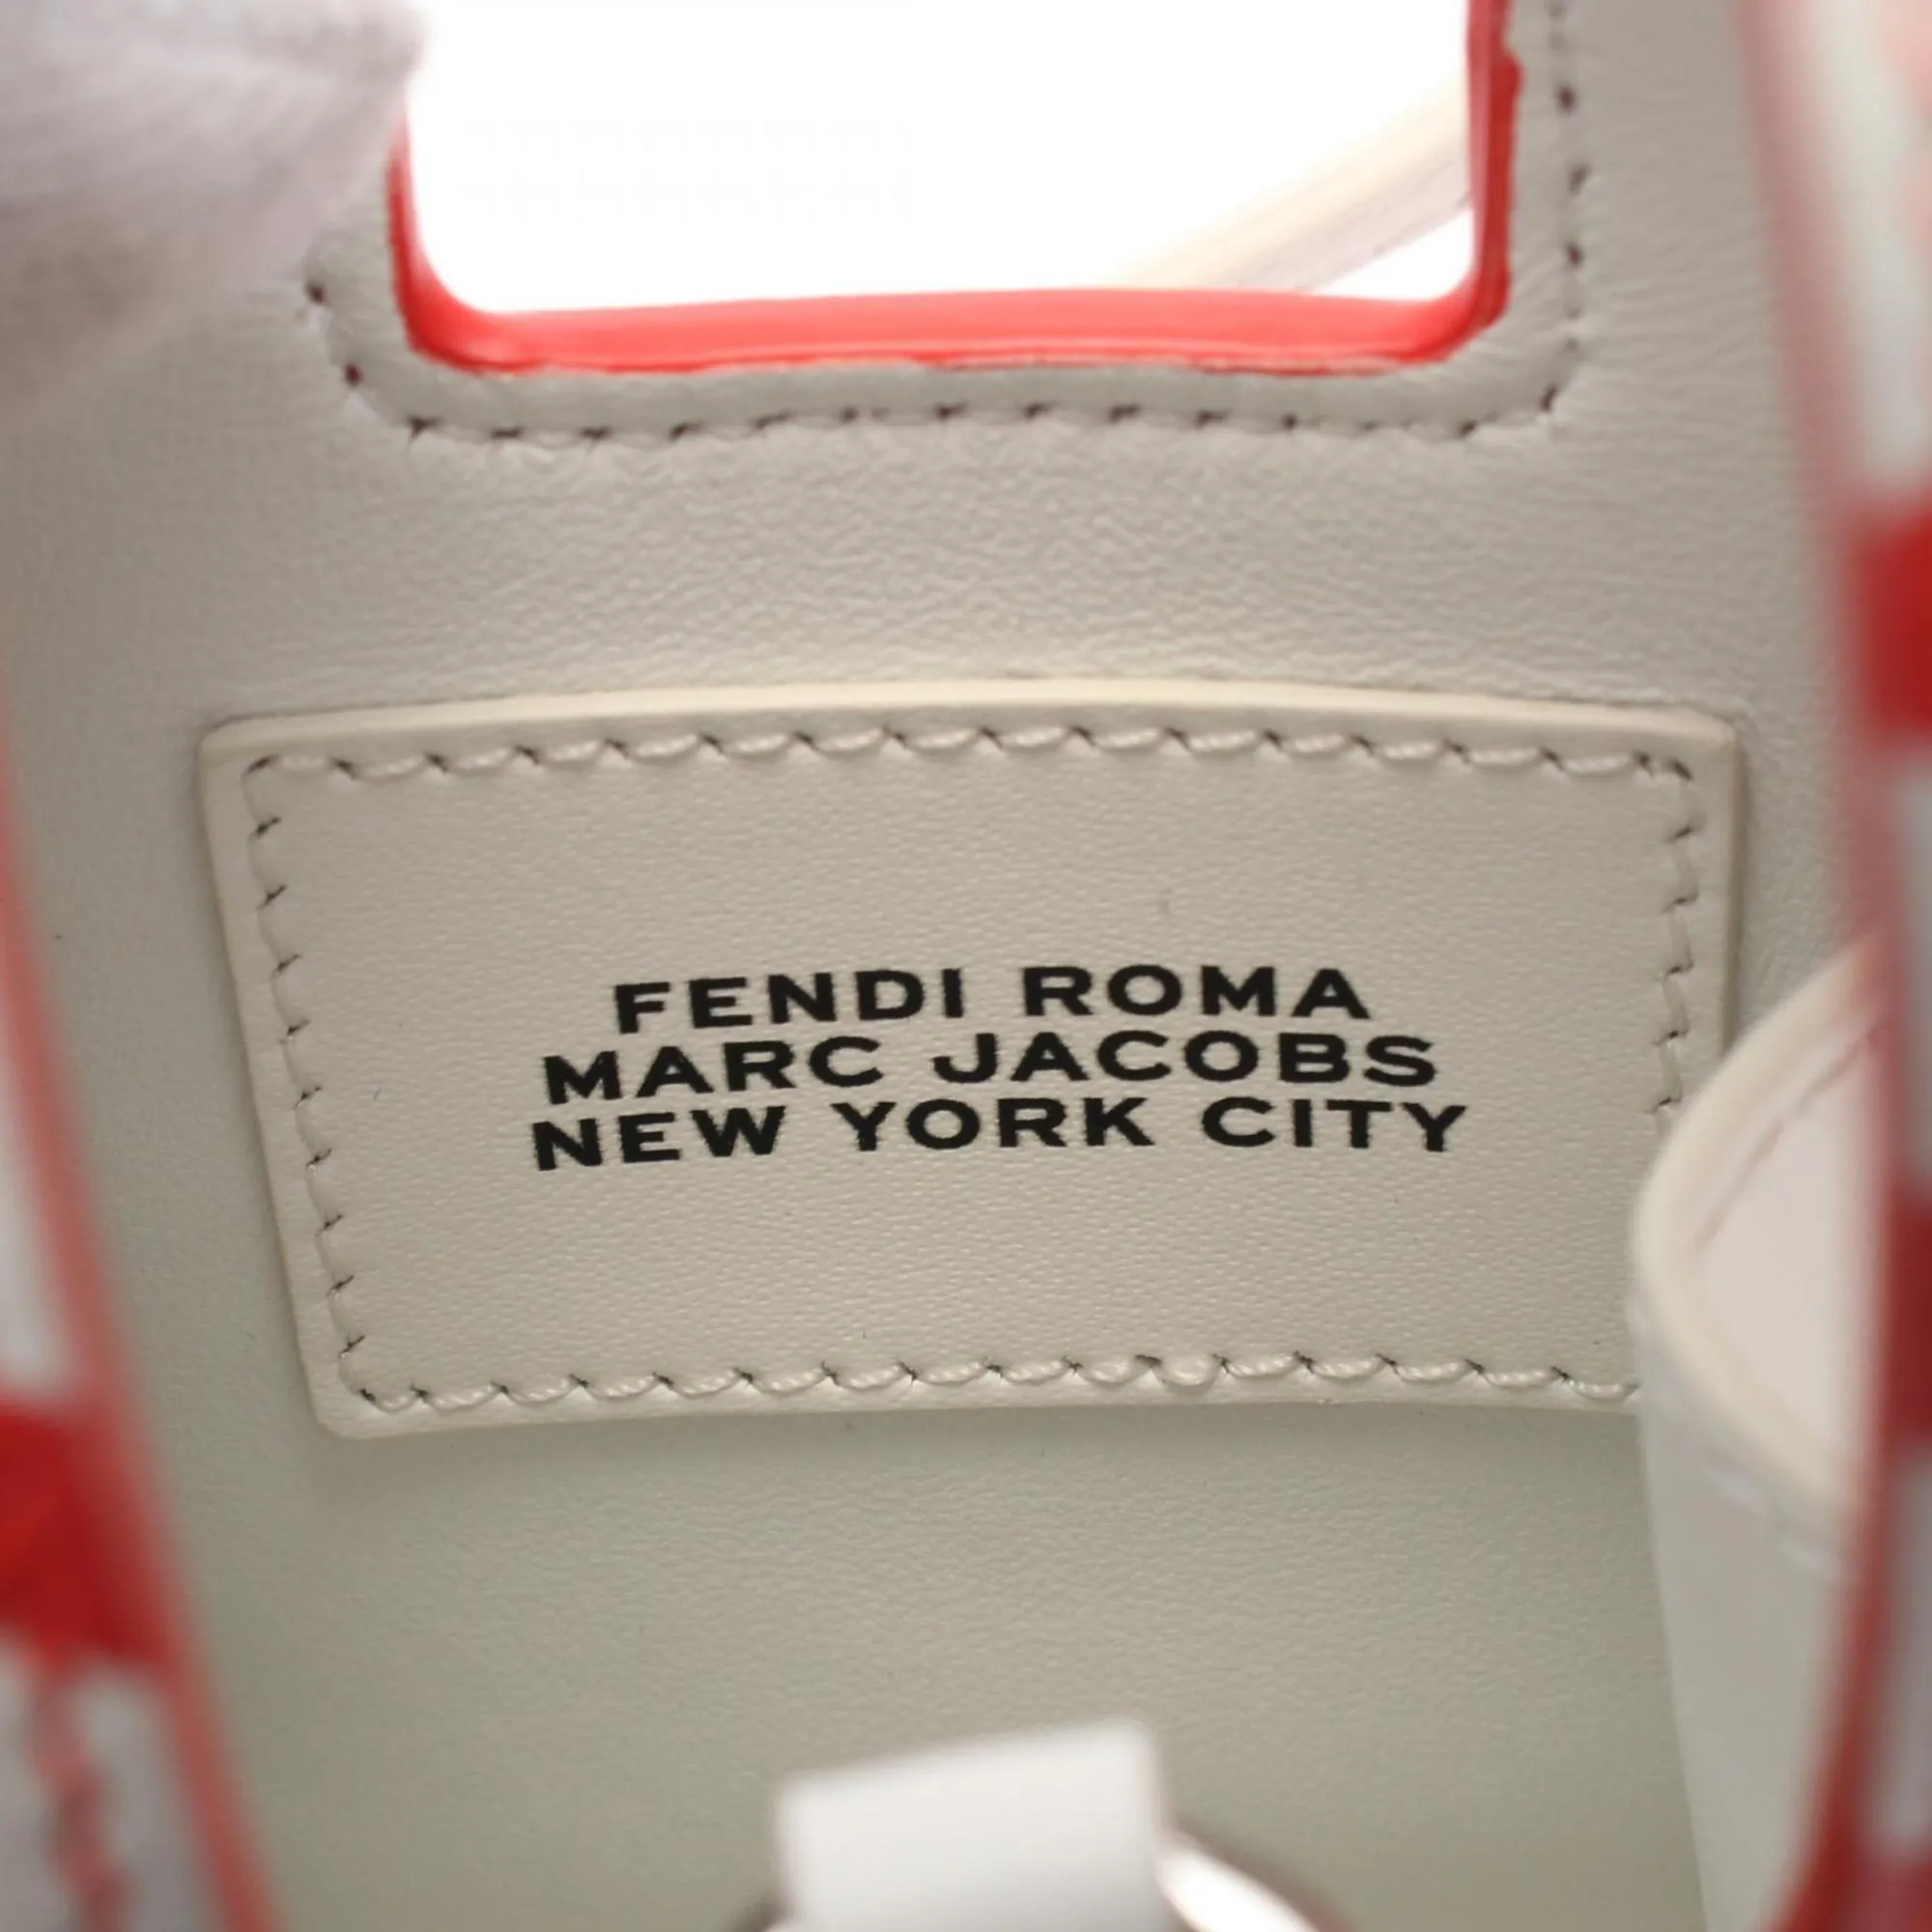 FENDI ROMA
MARC JACOBS
NEW YORK CITY